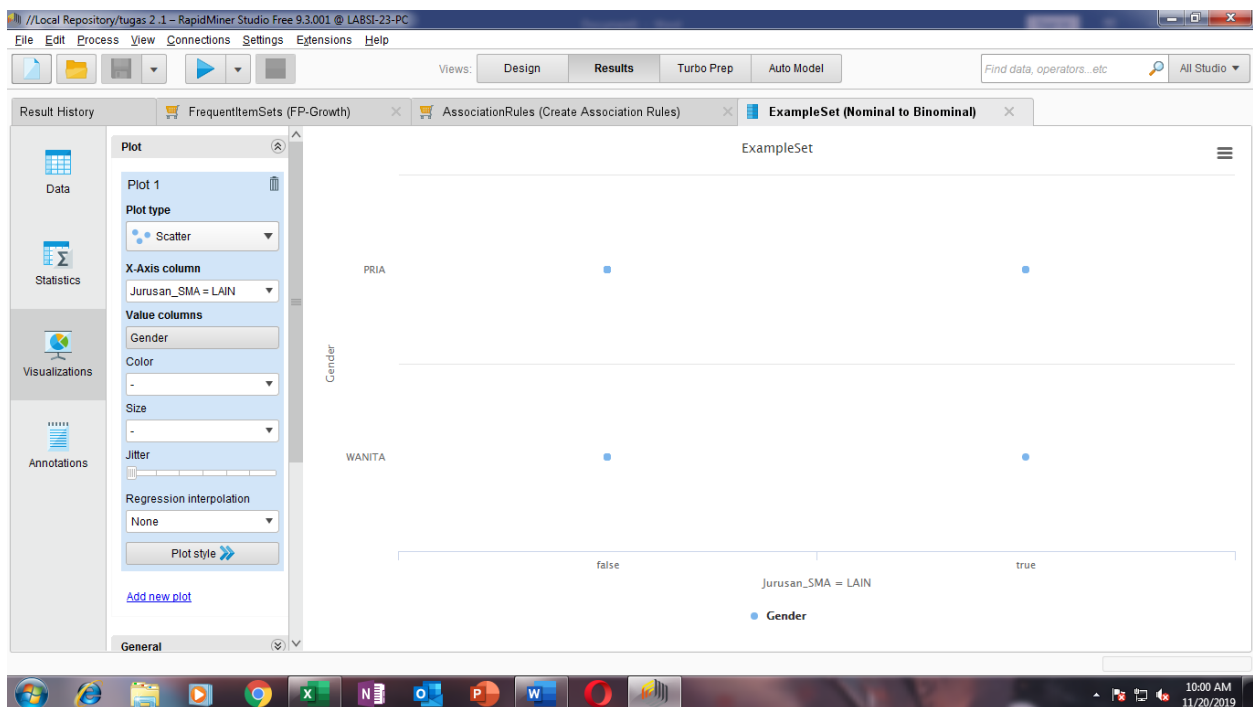 //Local Repository/tugas 2 .1 – RapidMiner Studio Free 9.3.001 @ LABSI-23-PC
File Edit Process View Connections Settings Extensions Help
Views: Design Results Turbo Prep Auto Model Find data, operators...etc All Studio
Result History FrequentItemSets (FP-Growth) AssociationRules (Create Association Rules) ExampleSet (Nominal to Binominal)
Data
Statistics
Visualizations
Annotations
Plot
Plot 1
Plot type
Scatter
X-Axis column
Jurusan_SMA = LAIN
Value columns
Gender
Color
-
Size
-
Jitter
Regression interpolation
None
Plot style
Add new plot
General
ExampleSet
PRIA
Gender
WANITA
false true
Jurusan_SMA = LAIN
Gender
10:00 AM
11/20/2019